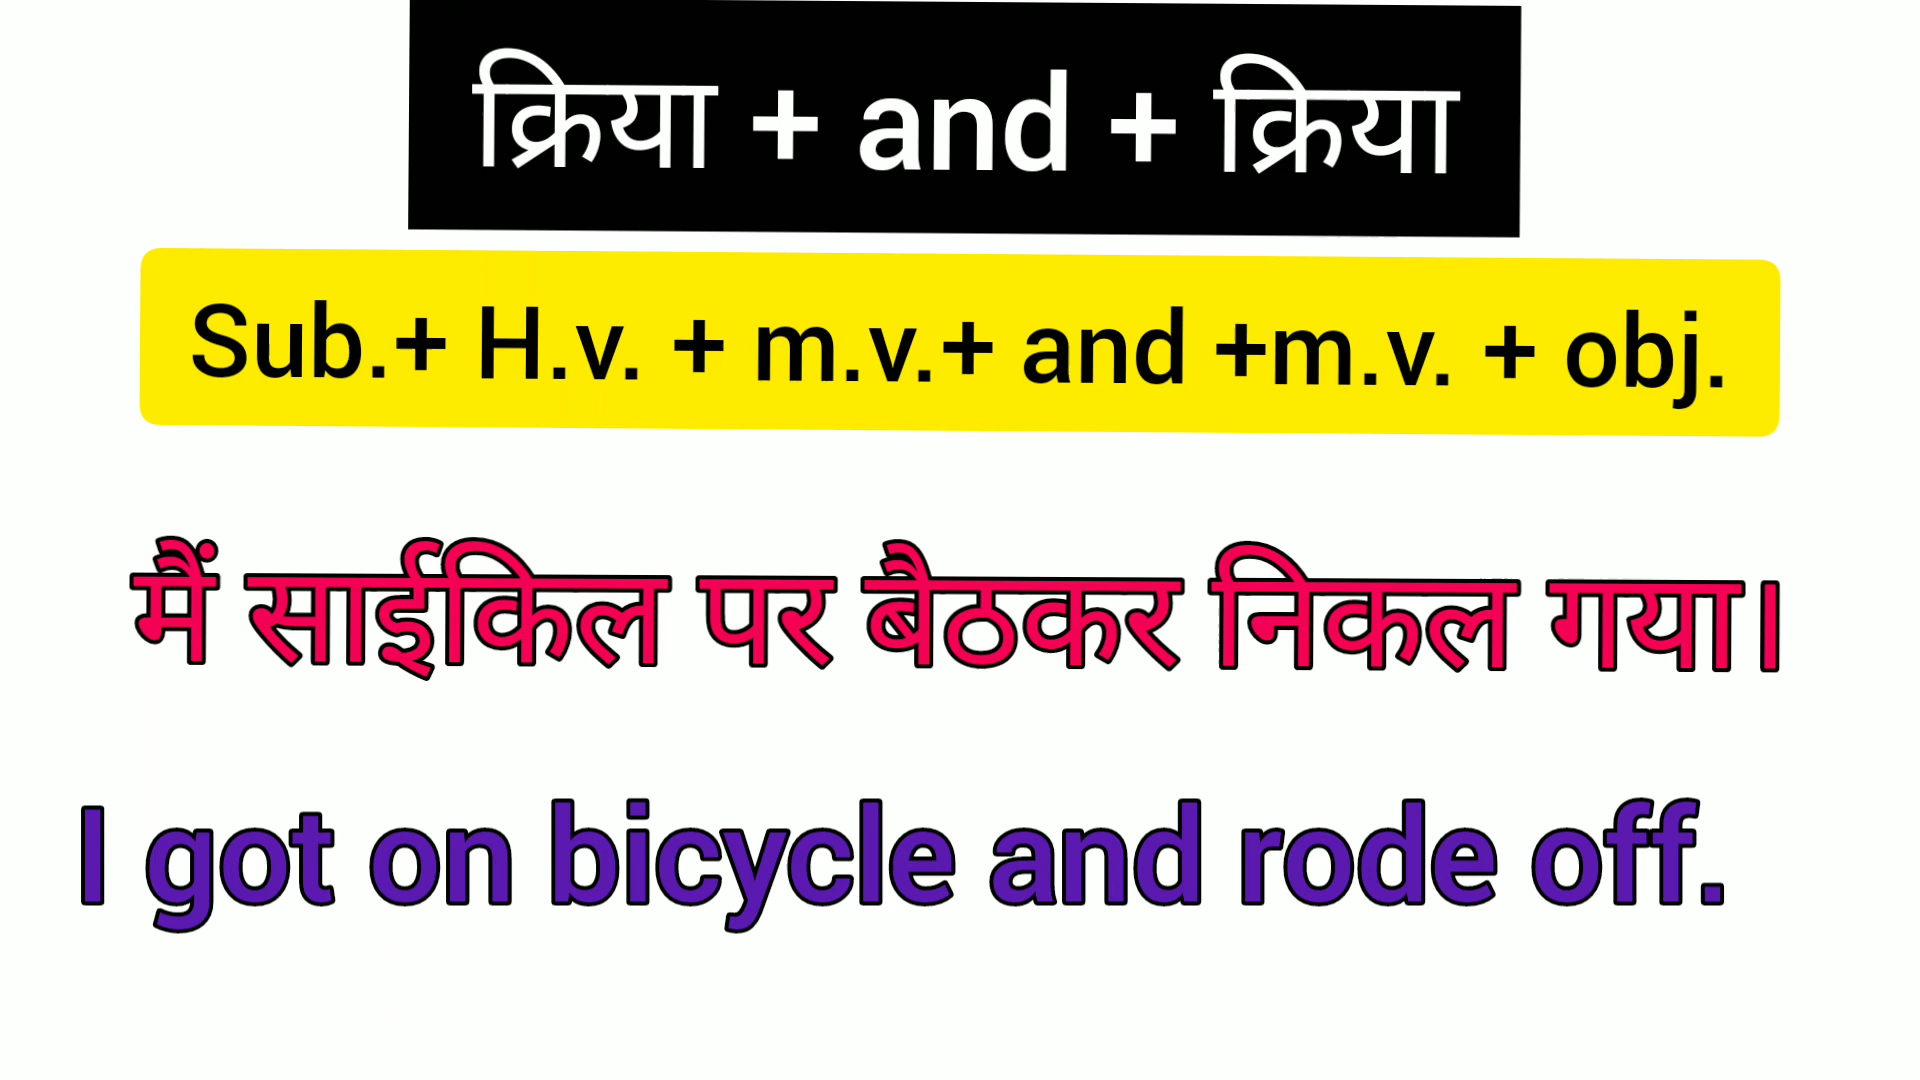 क्रिया + and + क्रिया
Sub.+ H.v. + m.v.+ and +m.v. + obj.
मैं साईकिल पर बैठकर निकल गया।
I got on bicycle and rode off.